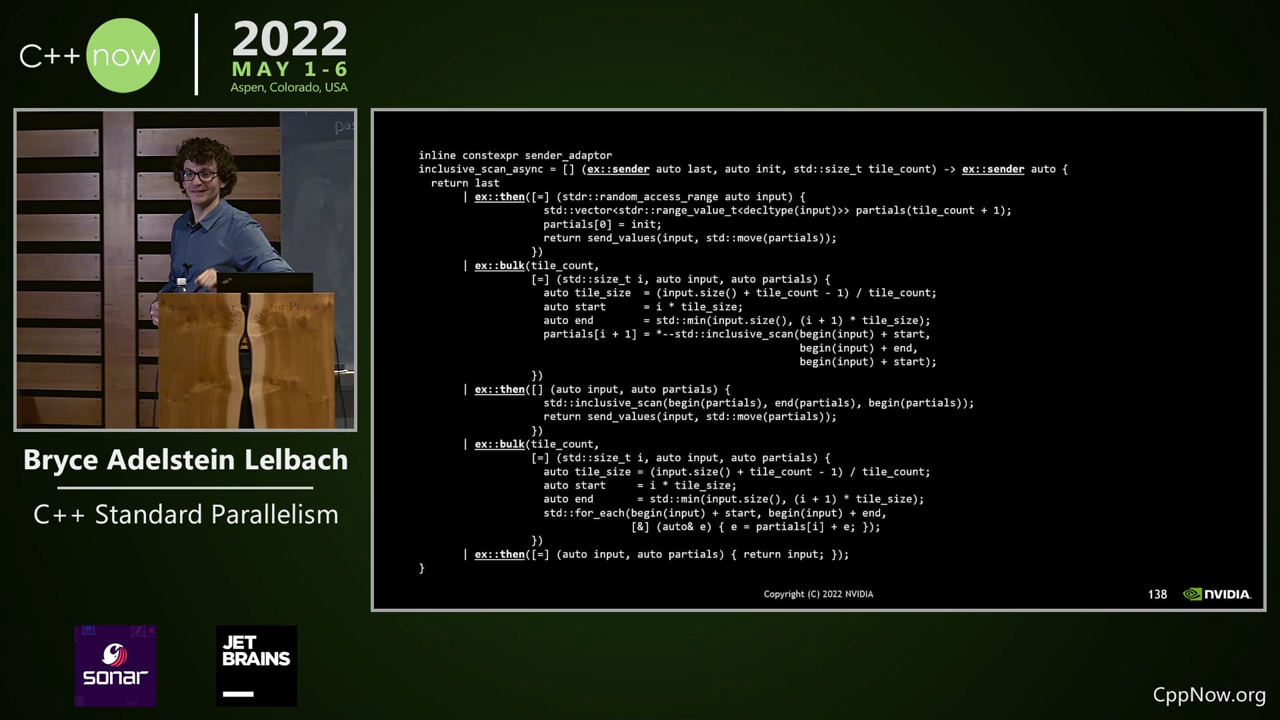 C++ now
2022
MAY 1-6
Aspen, Colorado, USA
inline constexpr sender_adaptor
inclusive_scan_async = [] (ex::sender auto last, auto init, std::size_t tile_count) -> ex::sender auto {
  return last
       | ex::then([=] (stdr::random_access_range auto input) {
                    std::vector<stdr::range_value_t<decltype(input)>> partials(tile_count + 1);
                    partials[0] = init;
                    return send_values(input, std::move(partials));
                  })
       | ex::bulk(tile_count,
                  [=] (std::size_t i, auto input, auto partials) {
                    auto tile_size  = (input.size() + tile_count - 1) / tile_count;
                    auto start      = i * tile_size;
                    auto end        = std::min(input.size(), (i + 1) * tile_size);
                    partials[i + 1] = *--std::inclusive_scan(begin(input) + start,
                                                             begin(input) + end,
                                                             begin(input) + start);
                  })
       | ex::then([] (auto input, auto partials) {
                    std::inclusive_scan(begin(partials), end(partials), begin(partials));
                    return send_values(input, std::move(partials));
                  })
       | ex::bulk(tile_count,
                  [=] (std::size_t i, auto input, auto partials) {
                    auto tile_size = (input.size() + tile_count - 1) / tile_count;
                    auto start     = i * tile_size;
                    auto end       = std::min(input.size(), (i + 1) * tile_size);
                    std::for_each(begin(input) + start, begin(input) + end,
                                  [&] (auto& e) { e = partials[i] + e; });
                  })
       | ex::then([=] (auto input, auto partials) { return input; });
}
Copyright (C) 2022 NVIDIA
138
NVIDIA.
Bryce Adelstein Lelbach
C++ Standard Parallelism
sonar
JET
BRAINS
CppNow.org